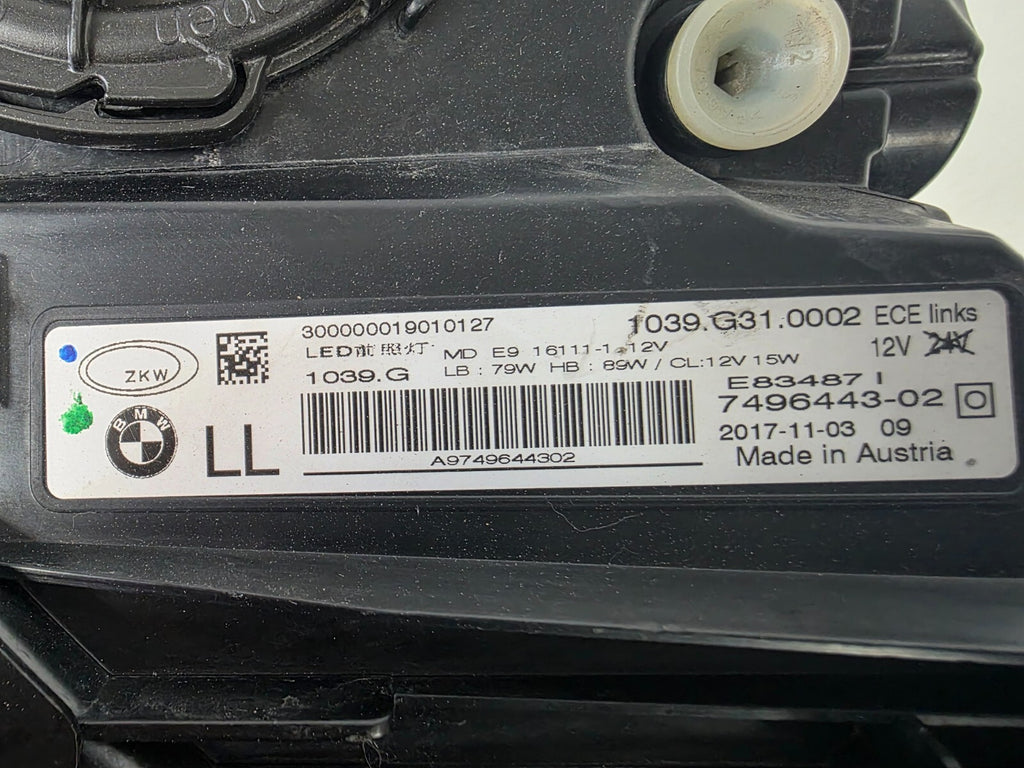 open
2
300000019010127
1039.G31.0002 ECE links
LED前照灯 MD E9 16111-1 12V
12V 24V
ZKW
1039.G
LB : 79W HB : 89W / CL:12V 15W
E83487 I
7496443-02
BMW
LL
2017-11-03 09
A9749644302
Made in Austria